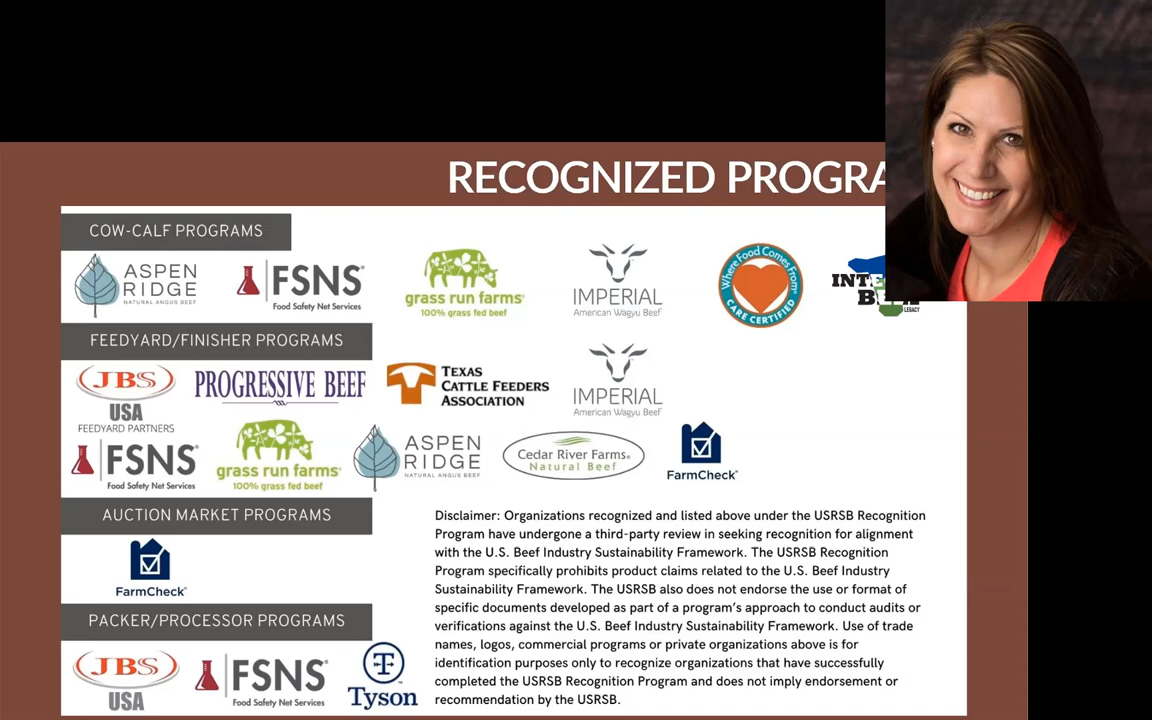 RECOGNIZED PROGRA
COW-CALF PROGRAMS
ASPEN
RIDGE
NATURAL ANGUS BEEF
FSNS®
Food Safety Net Services
grass run farms®
100% grass fed beef
IMPERIAL
American Wagyu Beef
Where Food Comes From®
CARE CERTIFIED
INTE
BE
LEGACY
FEEDYARD/FINISHER PROGRAMS
JBS
USA
FEEDYARD PARTNERS
PROGRESSIVE BEEF
TEXAS
CATTLE FEEDERS
ASSOCIATION
IMPERIAL
American Wagyu Beef
FSNS®
Food Safety Net Services
grass run farms®
100% grass fed beef
ASPEN
RIDGE
NATURAL ANGUS BEEF
Cedar River Farms®
Natural Beef
FarmCheck®
AUCTION MARKET PROGRAMS
FarmCheck®
PACKER/PROCESSOR PROGRAMS
JBS
USA
FSNS®
Food Safety Net Services
Tyson
Disclaimer: Organizations recognized and listed above under the USRSB Recognition
Program have undergone a third-party review in seeking recognition for alignment
with the U.S. Beef Industry Sustainability Framework. The USRSB Recognition
Program specifically prohibits product claims related to the U.S. Beef Industry
Sustainability Framework. The USRSB also does not endorse the use or format of
specific documents developed as part of a program's approach to conduct audits or
verifications against the U.S. Beef Industry Sustainability Framework. Use of trade
names, logos, commercial programs or private organizations above is for
identification purposes only to recognize organizations that have successfully
completed the USRSB Recognition Program and does not imply endorsement or
recommendation by the USRSB.